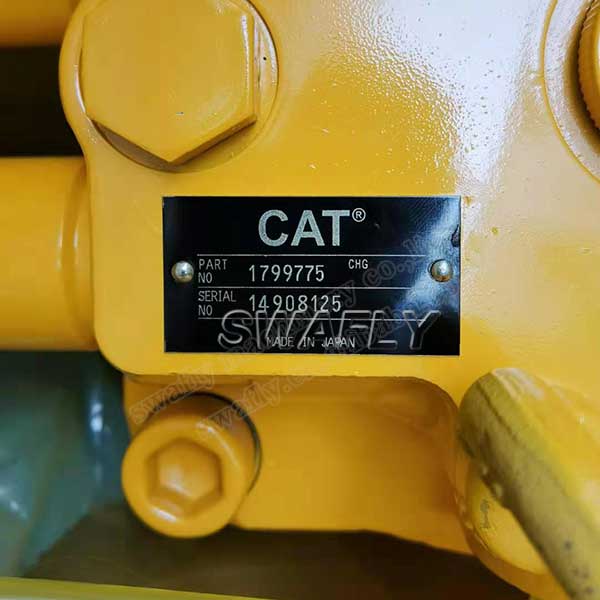 CAT®
PART NO 1799775 CHG
SERIAL NO 14908125
SWAFLY
MADE IN JAPAN